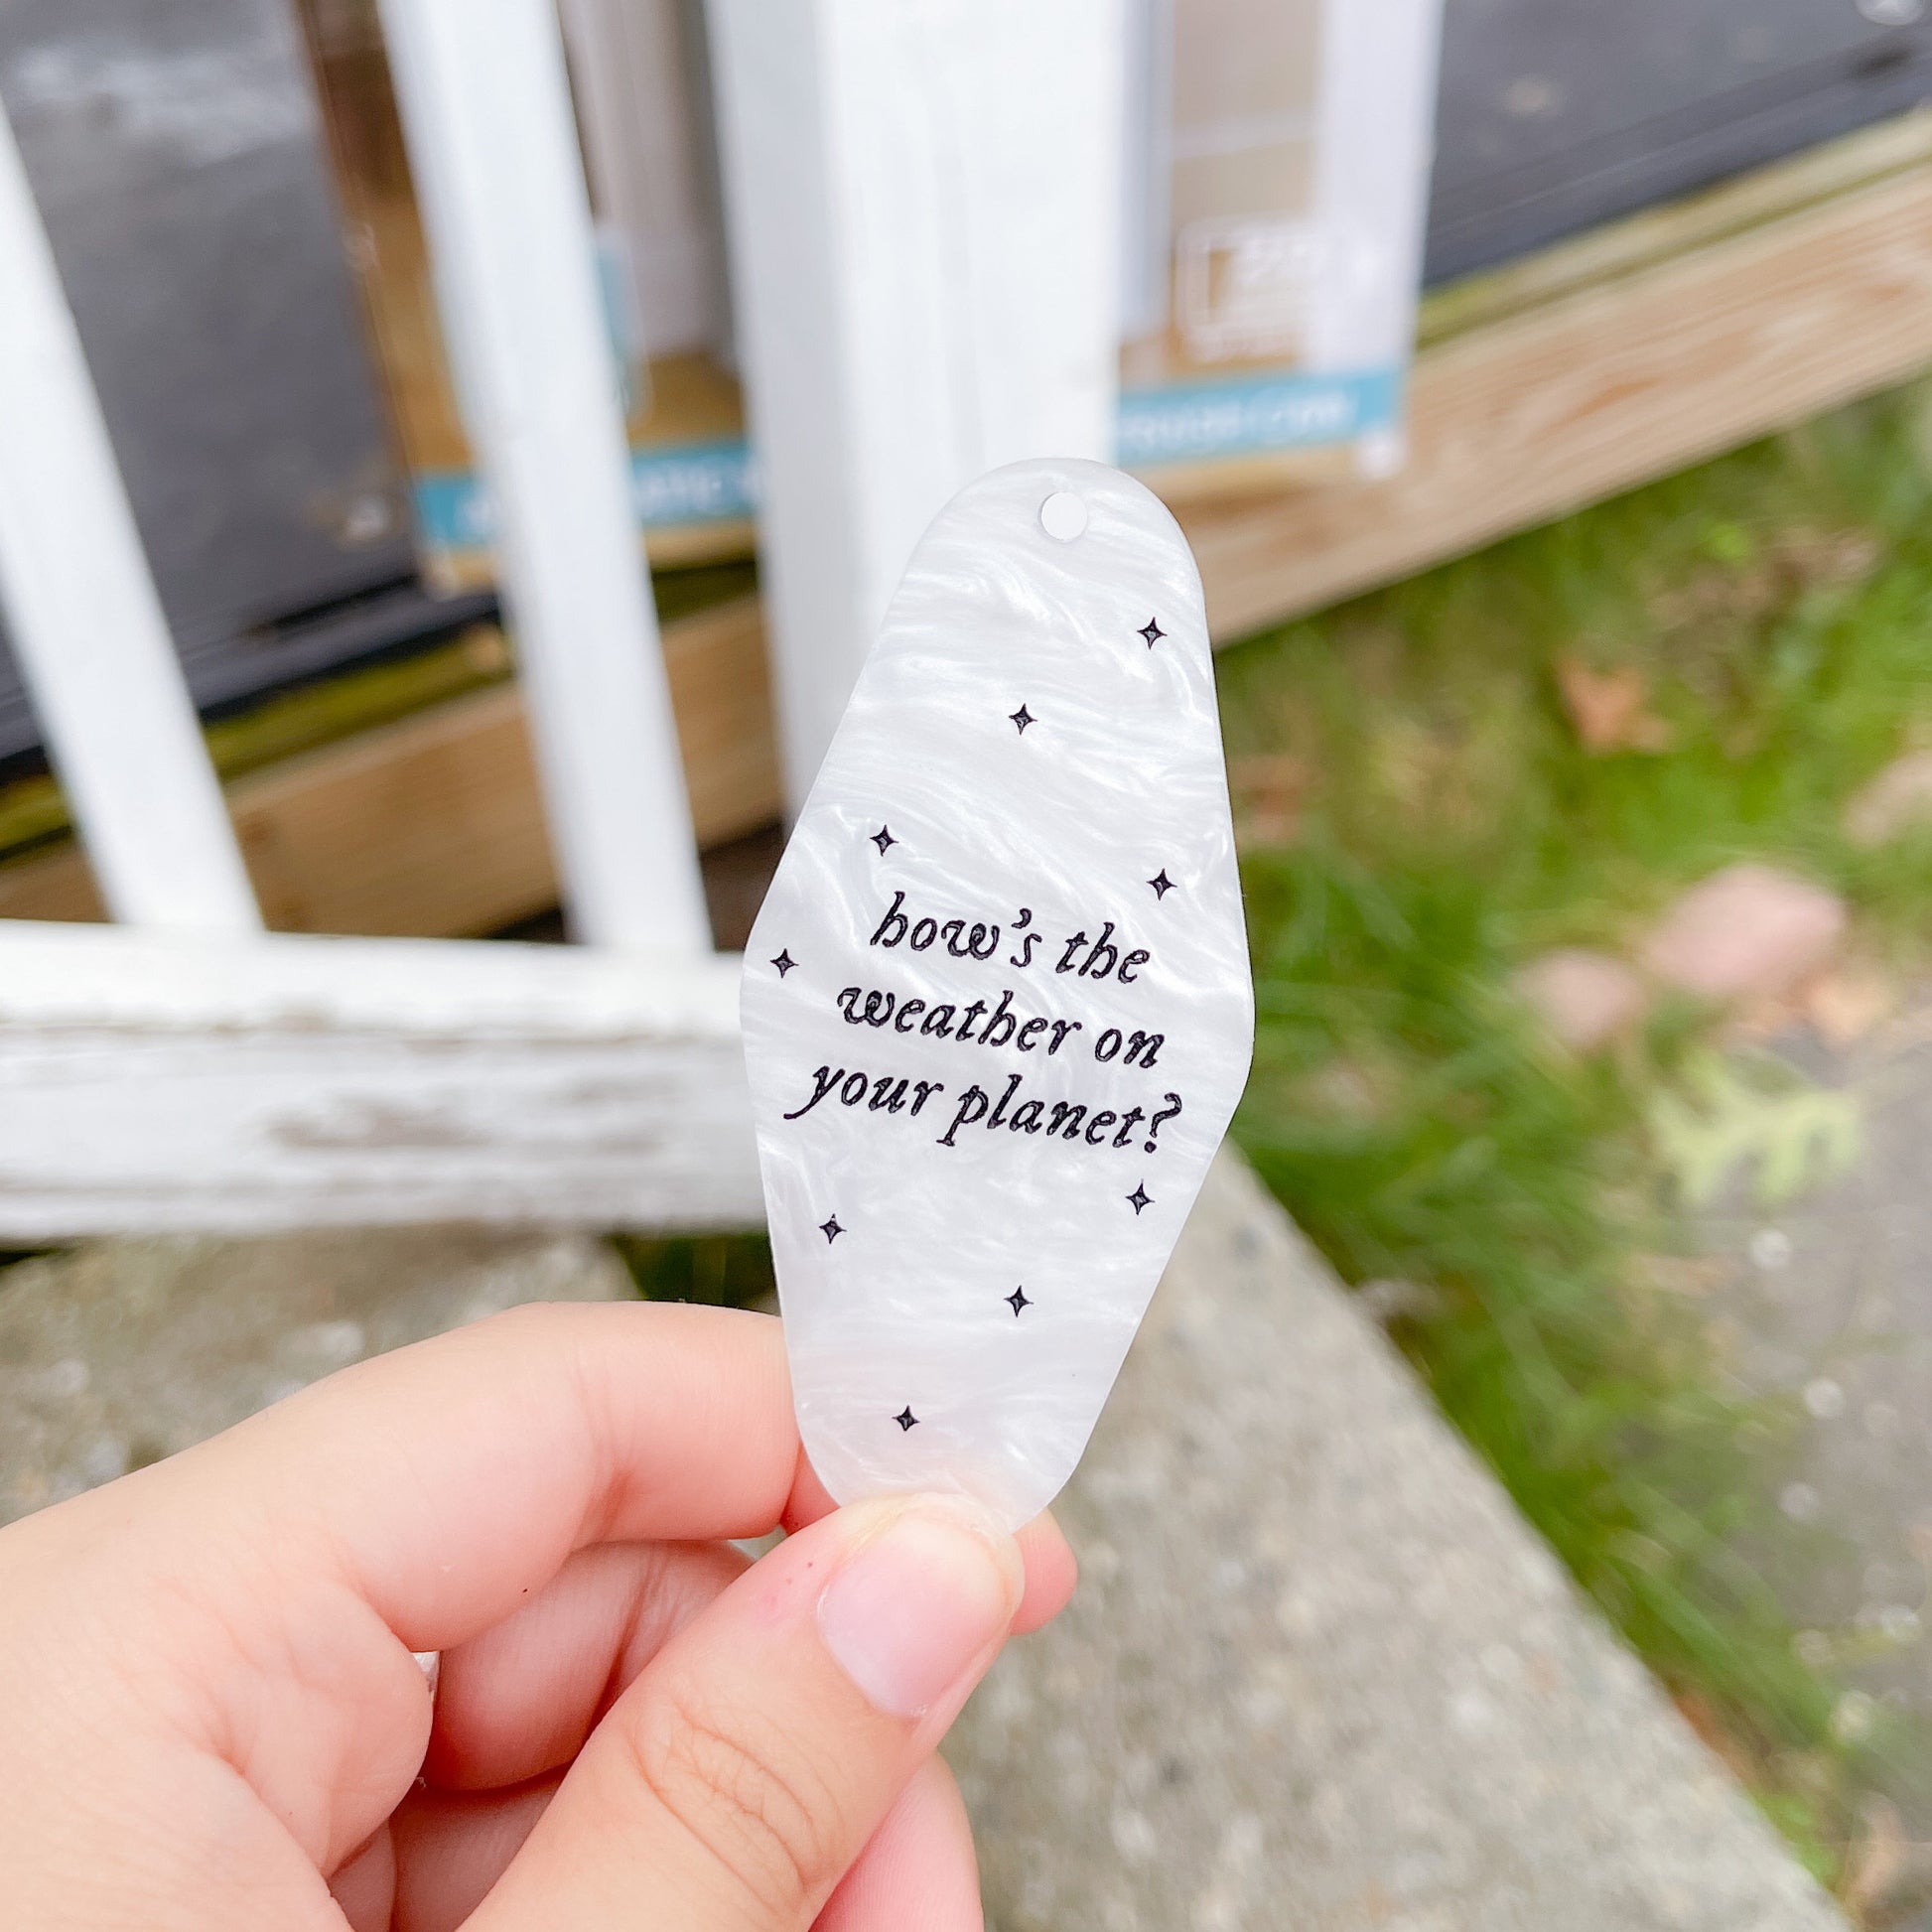 how's the
weather on
your planet?